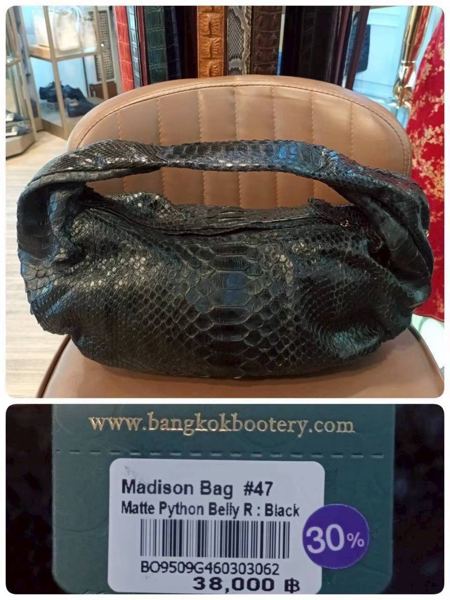 www.bangkokbootery.com
Madison Bag #47
Matte Python Belly R : Black
30%
BO9509G460303062
38,000 ฿